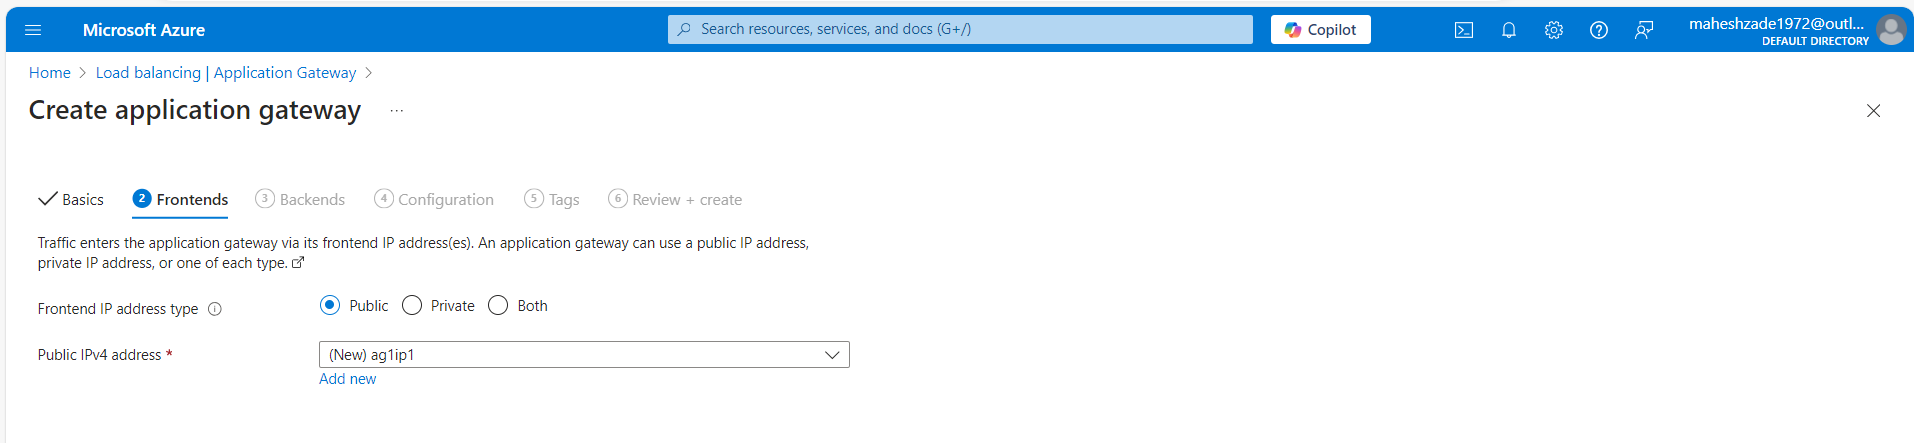 Microsoft Azure
Search resources, services, and docs (G+/)
Copilot
maheshzade1972@outl...
DEFAULT DIRECTORY
Home > Load balancing | Application Gateway >
Create application gateway ...
Basics 2 Frontends 3 Backends 4 Configuration 5 Tags 6 Review + create
Traffic enters the application gateway via its frontend IP address(es). An application gateway can use a public IP address,
private IP address, or one of each type.
Frontend IP address type Public Private Both
Public IPv4 address * (New) ag1ip1
Add new